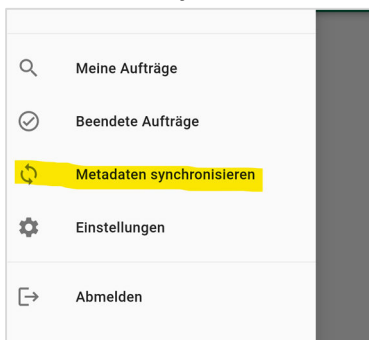 Meine Aufträge
Beendete Aufträge
Metadaten synchronisieren
Einstellungen
Abmelden